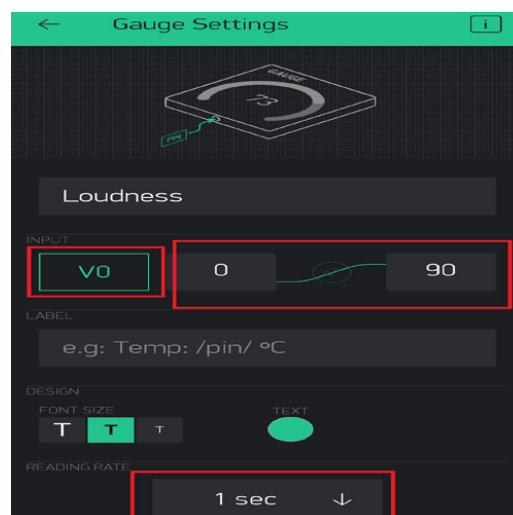 ← Gauge Settings i
GAUGE
73
PIN
Loudness
INPUT
V0 0 90
LABEL
e.g: Temp: /pin/ ºC
DESIGN
FONT SIZE TEXT
T T T
READING RATE
1 sec ↓